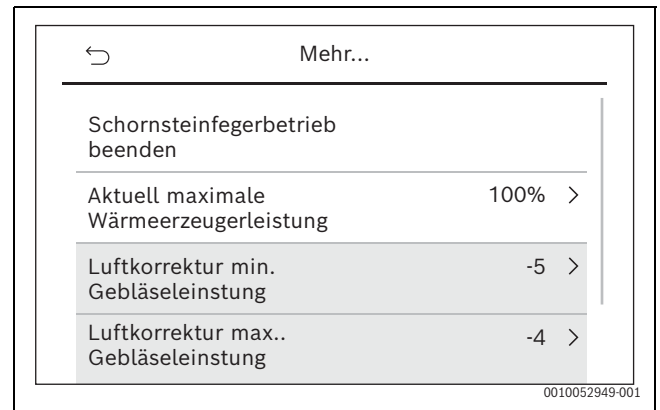 Mehr...
Schornsteinfegerbetrieb
beenden
Aktuell maximale
Wärmeerzeugerleistung
100%
Luftkorrektur min.
Gebläseleinstung
-5
Luftkorrektur max..
Gebläseleinstung
-4
0010052949-001